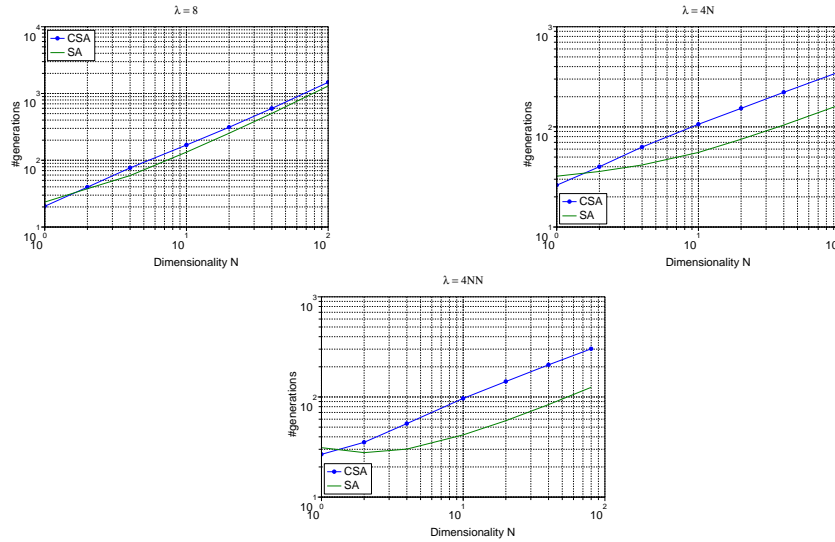 λ = 8
10^4
10^3
10^2
10^1
#generations
CSA
SA
10^0
10^1
10^2
Dimensionality N
λ = 4N
10^3
10^2
10^1
#generations
CSA
SA
10^0
10^1
Dimensionality N
λ = 4NN
10^3
10^2
10^1
#generations
CSA
SA
10^0
10^1
10^2
Dimensionality N